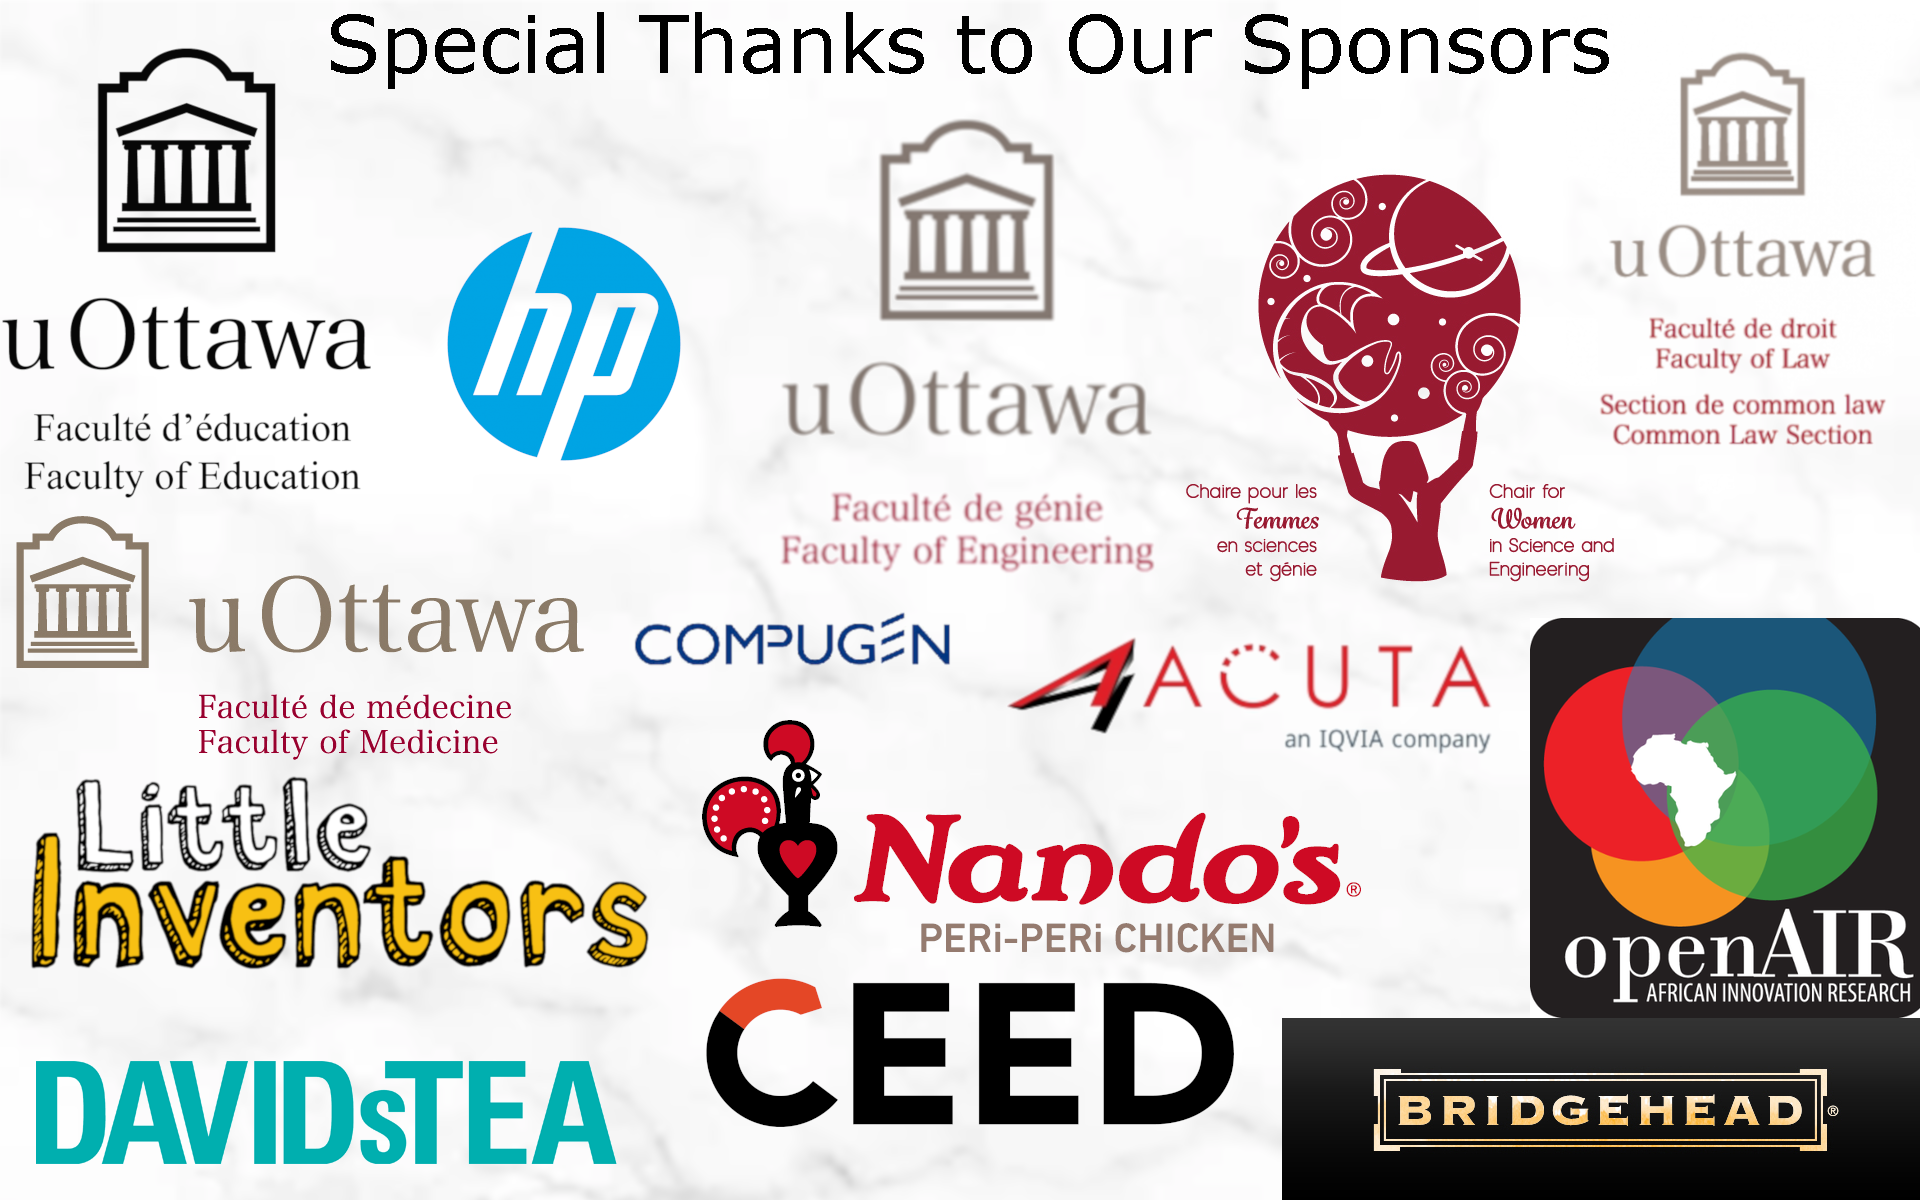 Special Thanks to Our Sponsors
uOttawa
Faculté d'éducation
Faculty of Education
hp
uOttawa
Faculté de génie
Faculty of Engineering
Chaire pour les
Femmes
en sciences
et génie
Chair for
Women
in Science and
Engineering
uOttawa
Faculté de droit
Faculty of Law
Section de common law
Common Law Section
uOttawa
Faculté de médecine
Faculty of Medicine
COMPUGEN
ACUTA
an IQVIA company
Little
Inventors
Nando's®
PERi-PERi CHICKEN
openAIR
AFRICAN INNOVATION RESEARCH
DAVIDsTEA
CEED
BRIDGEHEAD®